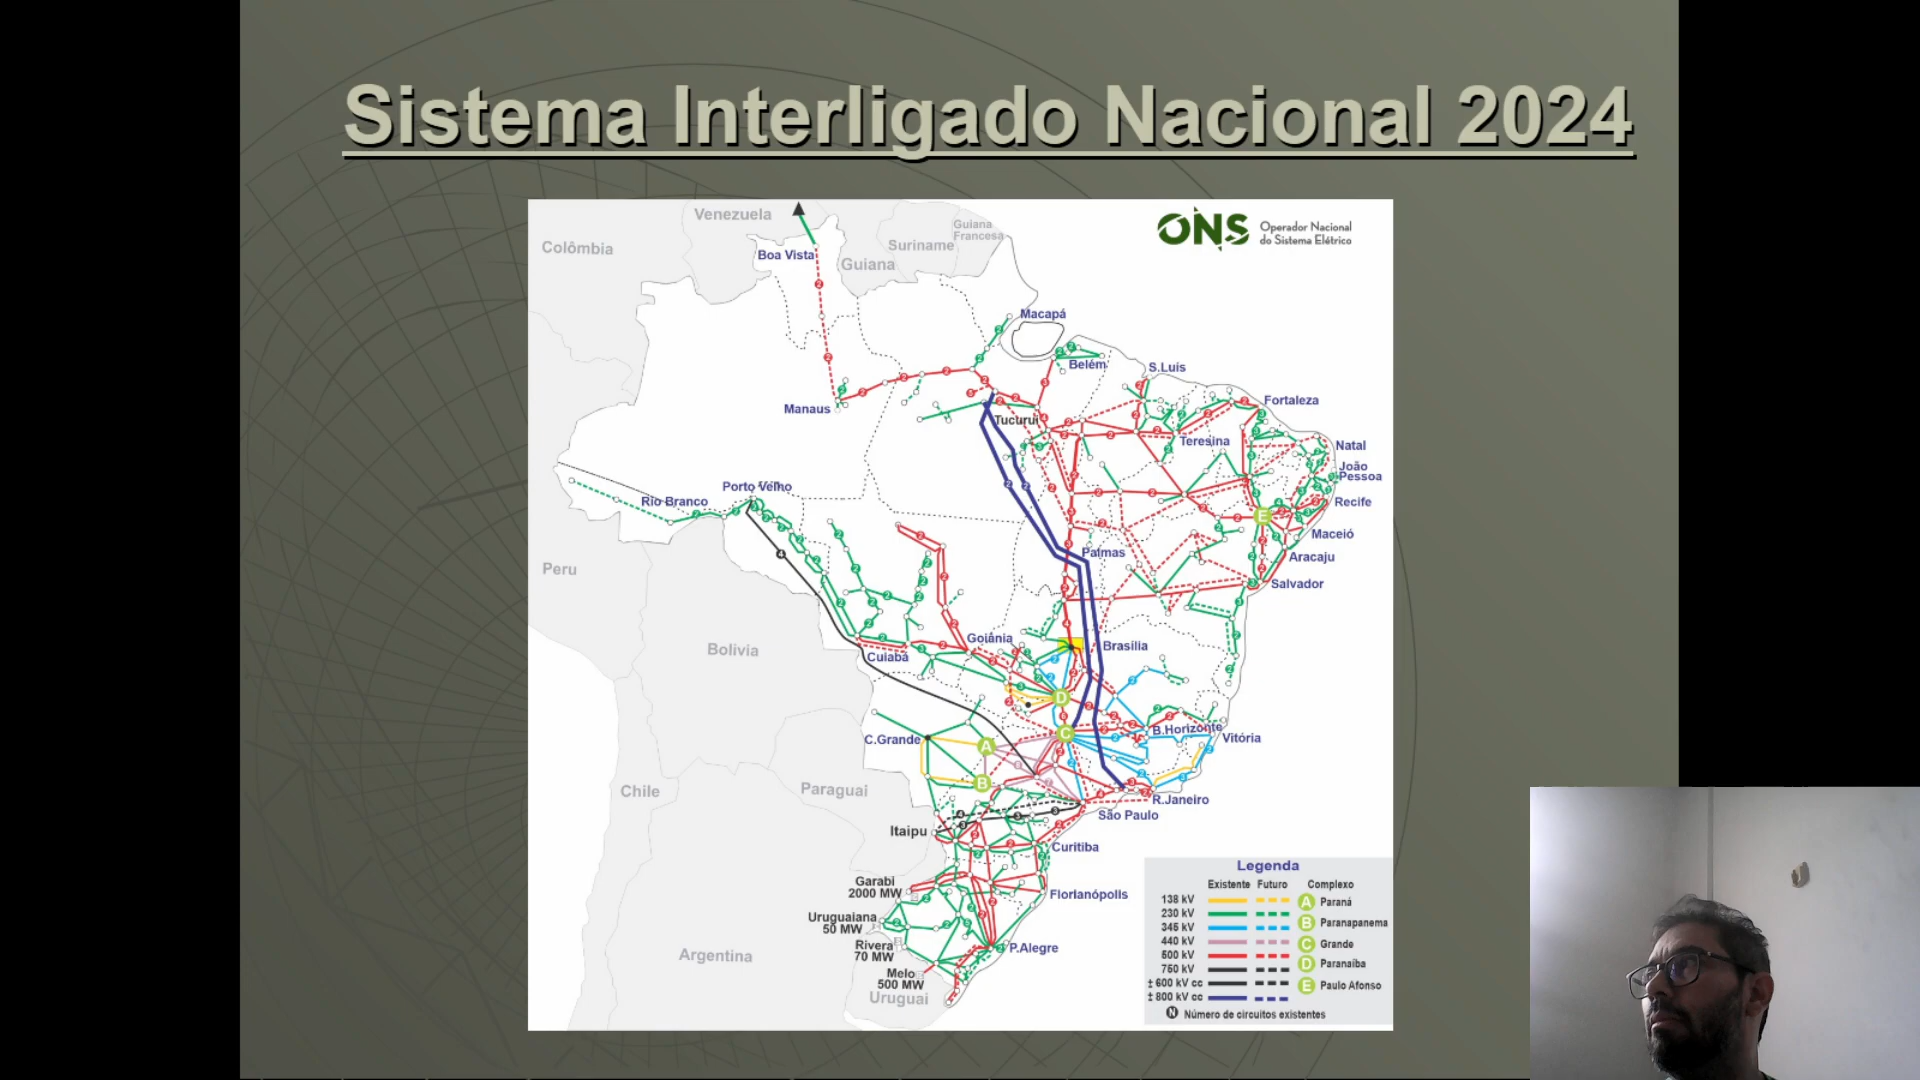 Sistema Interligado Nacional 2024
ONS
Operador Nacional
do Sistema Elétrico
Venezuela
Colômbia
Boa Vista
Guiana
Suriname
Guiana
Francesa
Macapá
Belém
S.Luís
Fortaleza
Manaus
Tucuruí
Teresina
Natal
João
Pessoa
Recife
Maceió
Aracaju
Salvador
Rio Branco
Porto Velho
Palmas
Peru
Bolívia
Cuiabá
Goiânia
Brasília
D
C
A
B
E
C.Grande
B.Horizonte
Vitória
Chile
Paraguai
R.Janeiro
São Paulo
Itaipu
Curitiba
Garabi
2000 MW
Florianópolis
Uruguaiana
50 MW
Rivera
70 MW
P.Alegre
Melo
500 MW
Argentina
Uruguai
Legenda
Existente Futuro Complexo
138 kV A Paraná
230 kV
345 kV B Paranapanema
440 kV C Grande
500 kV D Paranaíba
750 kV
± 600 kV cc E Paulo Afonso
± 800 kV cc
N Número de circuitos existentes